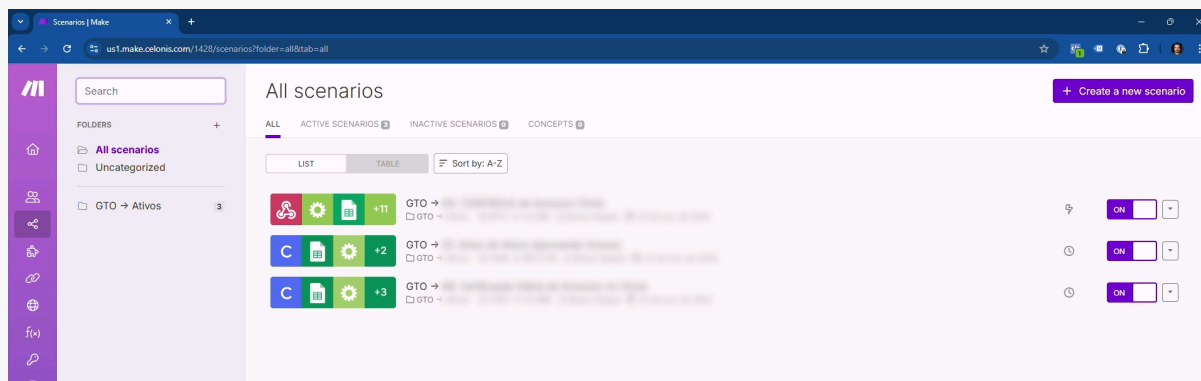 Scenarios | Make
us1.make.celonis.com/1428/scenarios?folder=all&tab=all
Search
FOLDERS +
All scenarios
Uncategorized
GTO → Ativos 3
All scenarios
+ Create a new scenario
ALL ACTIVE SCENARIOS 3 INACTIVE SCENARIOS 0 CONCEPTS 0
LIST TABLE Sort by: A-Z
+11 GTO →
GTO
ON
C +2 GTO →
GTO
ON
C +3 GTO →
GTO
ON
f(x)